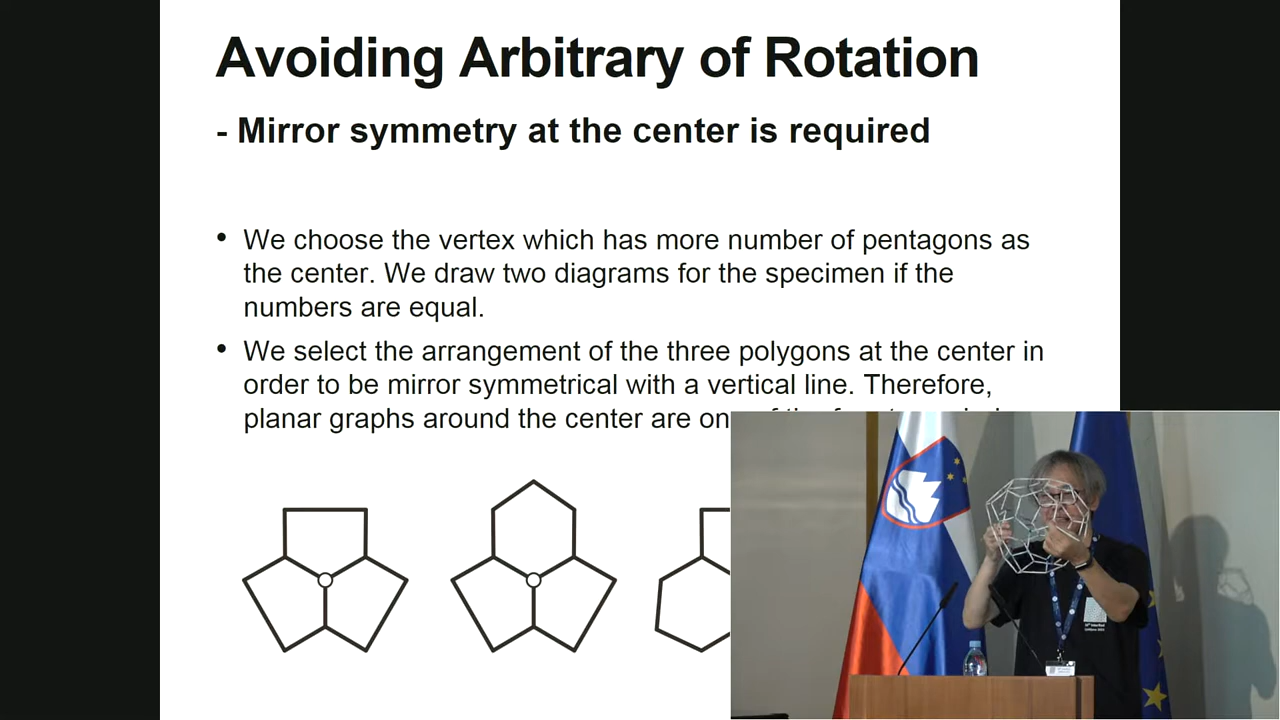 Avoiding Arbitrary of Rotation
- Mirror symmetry at the center is required
• We choose the vertex which has more number of pentagons as
the center. We draw two diagrams for the specimen if the
numbers are equal.
• We select the arrangement of the three polygons at the center in
order to be mirror symmetrical with a vertical line. Therefore,
planar graphs around the center are